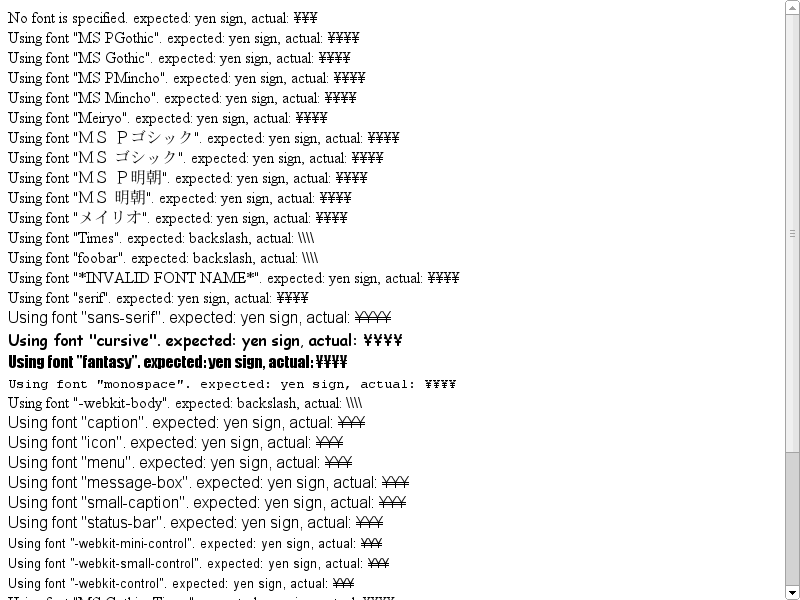 No font is specified. expected: yen sign, actual: ¥¥¥
Using font "MS PGothic". expected: yen sign, actual: ¥¥¥¥
Using font "MS Gothic". expected: yen sign, actual: ¥¥¥¥
Using font "MS PMincho". expected: yen sign, actual: ¥¥¥¥
Using font "MS Mincho". expected: yen sign, actual: ¥¥¥¥
Using font "Meiryo". expected: yen sign, actual: ¥¥¥¥
Using font "ＭＳ Ｐゴシック". expected: yen sign, actual: ¥¥¥¥
Using font "ＭＳ ゴシック". expected: yen sign, actual: ¥¥¥¥
Using font "ＭＳ Ｐ明朝". expected: yen sign, actual: ¥¥¥¥
Using font "ＭＳ 明朝". expected: yen sign, actual: ¥¥¥¥
Using font "メイリオ". expected: yen sign, actual: ¥¥¥¥
Using font "Times". expected: backslash, actual: \\\\
Using font "foobar". expected: backslash, actual: \\\\
Using font "*INVALID FONT NAME*". expected: yen sign, actual: ¥¥¥¥
Using font "serif". expected: yen sign, actual: ¥¥¥¥
Using font "sans-serif". expected: yen sign, actual: ¥¥¥¥
Using font "cursive". expected: yen sign, actual: ¥¥¥¥
Using font "fantasy". expected: yen sign, actual: ¥¥¥¥
Using font "monospace". expected: yen sign, actual: ¥¥¥¥
Using font "-webkit-body". expected: backslash, actual: \\\\
Using font "caption". expected: yen sign, actual: ¥¥¥
Using font "icon". expected: yen sign, actual: ¥¥¥
Using font "menu". expected: yen sign, actual: ¥¥¥
Using font "message-box". expected: yen sign, actual: ¥¥¥
Using font "small-caption". expected: yen sign, actual: ¥¥¥
Using font "status-bar". expected: yen sign, actual: ¥¥¥
Using font "-webkit-mini-control". expected: yen sign, actual: ¥¥¥
Using font "-webkit-small-control". expected: yen sign, actual: ¥¥¥
Using font "-webkit-control". expected: yen sign, actual: ¥¥¥